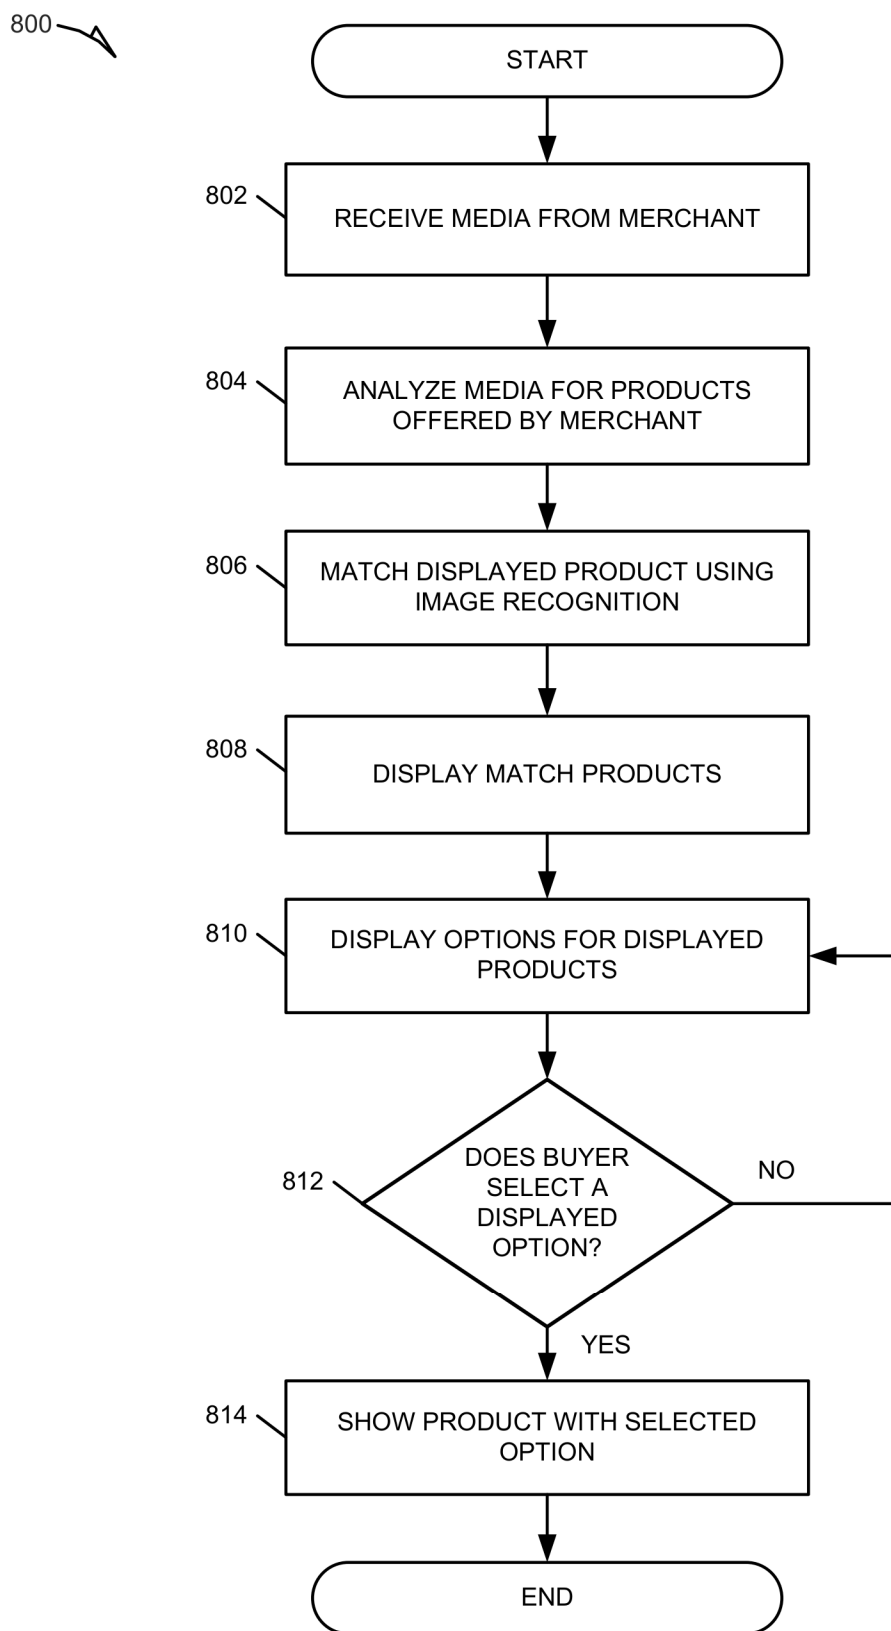 800
START
802
RECEIVE MEDIA FROM MERCHANT
804
ANALYZE MEDIA FOR PRODUCTS
OFFERED BY MERCHANT
806
MATCH DISPLAYED PRODUCT USING
IMAGE RECOGNITION
808
DISPLAY MATCH PRODUCTS
810
DISPLAY OPTIONS FOR DISPLAYED
PRODUCTS
812
DOES BUYER
SELECT A
DISPLAYED
OPTION?
NO
YES
814
SHOW PRODUCT WITH SELECTED
OPTION
END